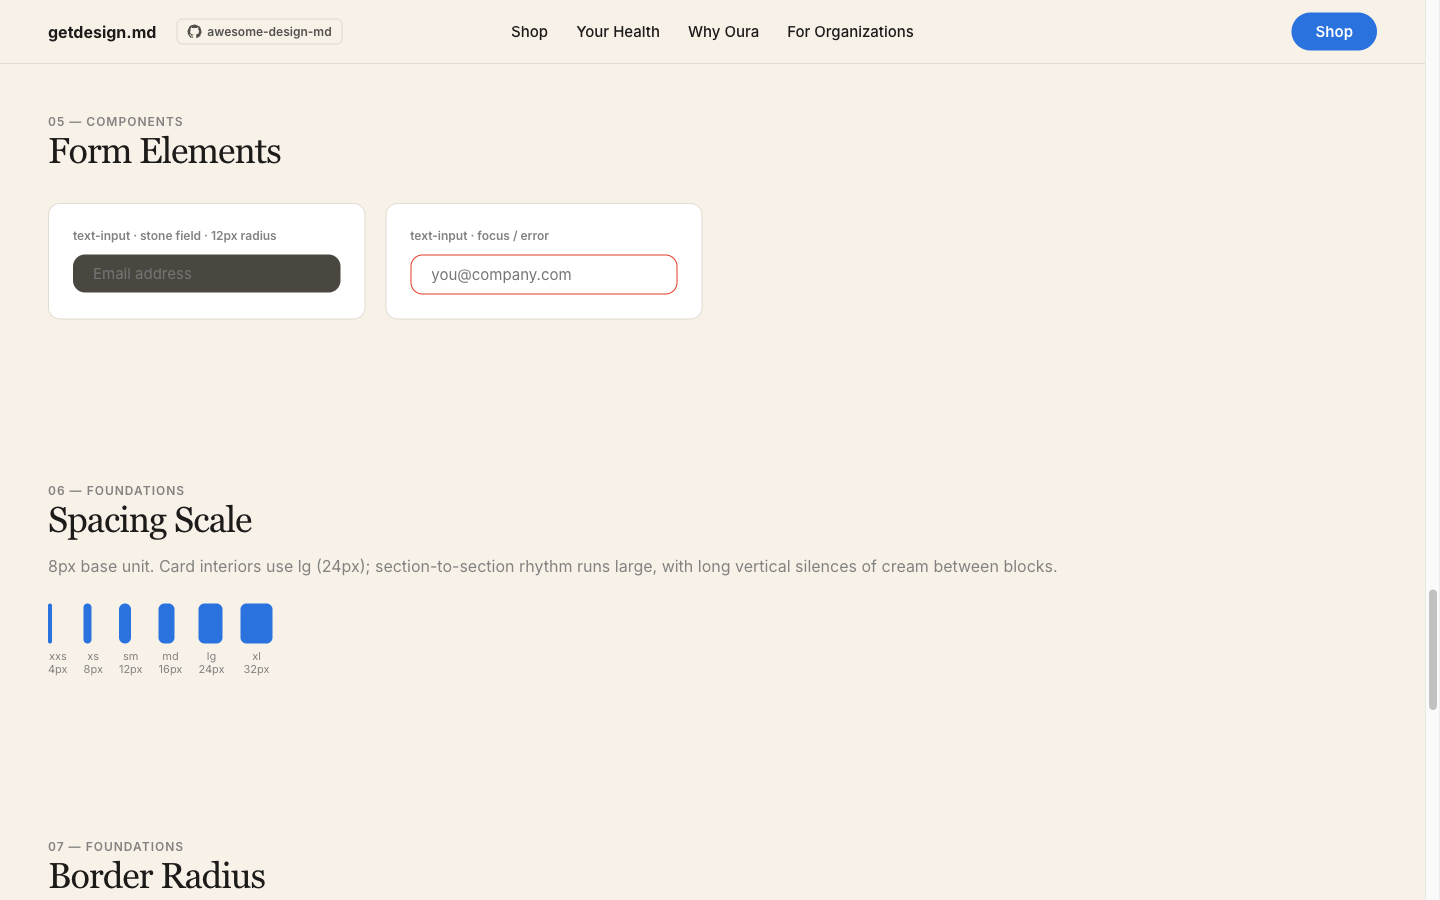 getdesign.md
awesome-design-md
Shop
Your Health
Why Oura
For Organizations
Shop
05 — COMPONENTS
Form Elements
text-input · stone field · 12px radius
Email address
text-input · focus / error
you@company.com
06 — FOUNDATIONS
Spacing Scale
8px base unit. Card interiors use lg (24px); section-to-section rhythm runs large, with long vertical silences of cream between blocks.
xxs
4px
xs
8px
sm
12px
md
16px
lg
24px
xl
32px
07 — FOUNDATIONS
Border Radius